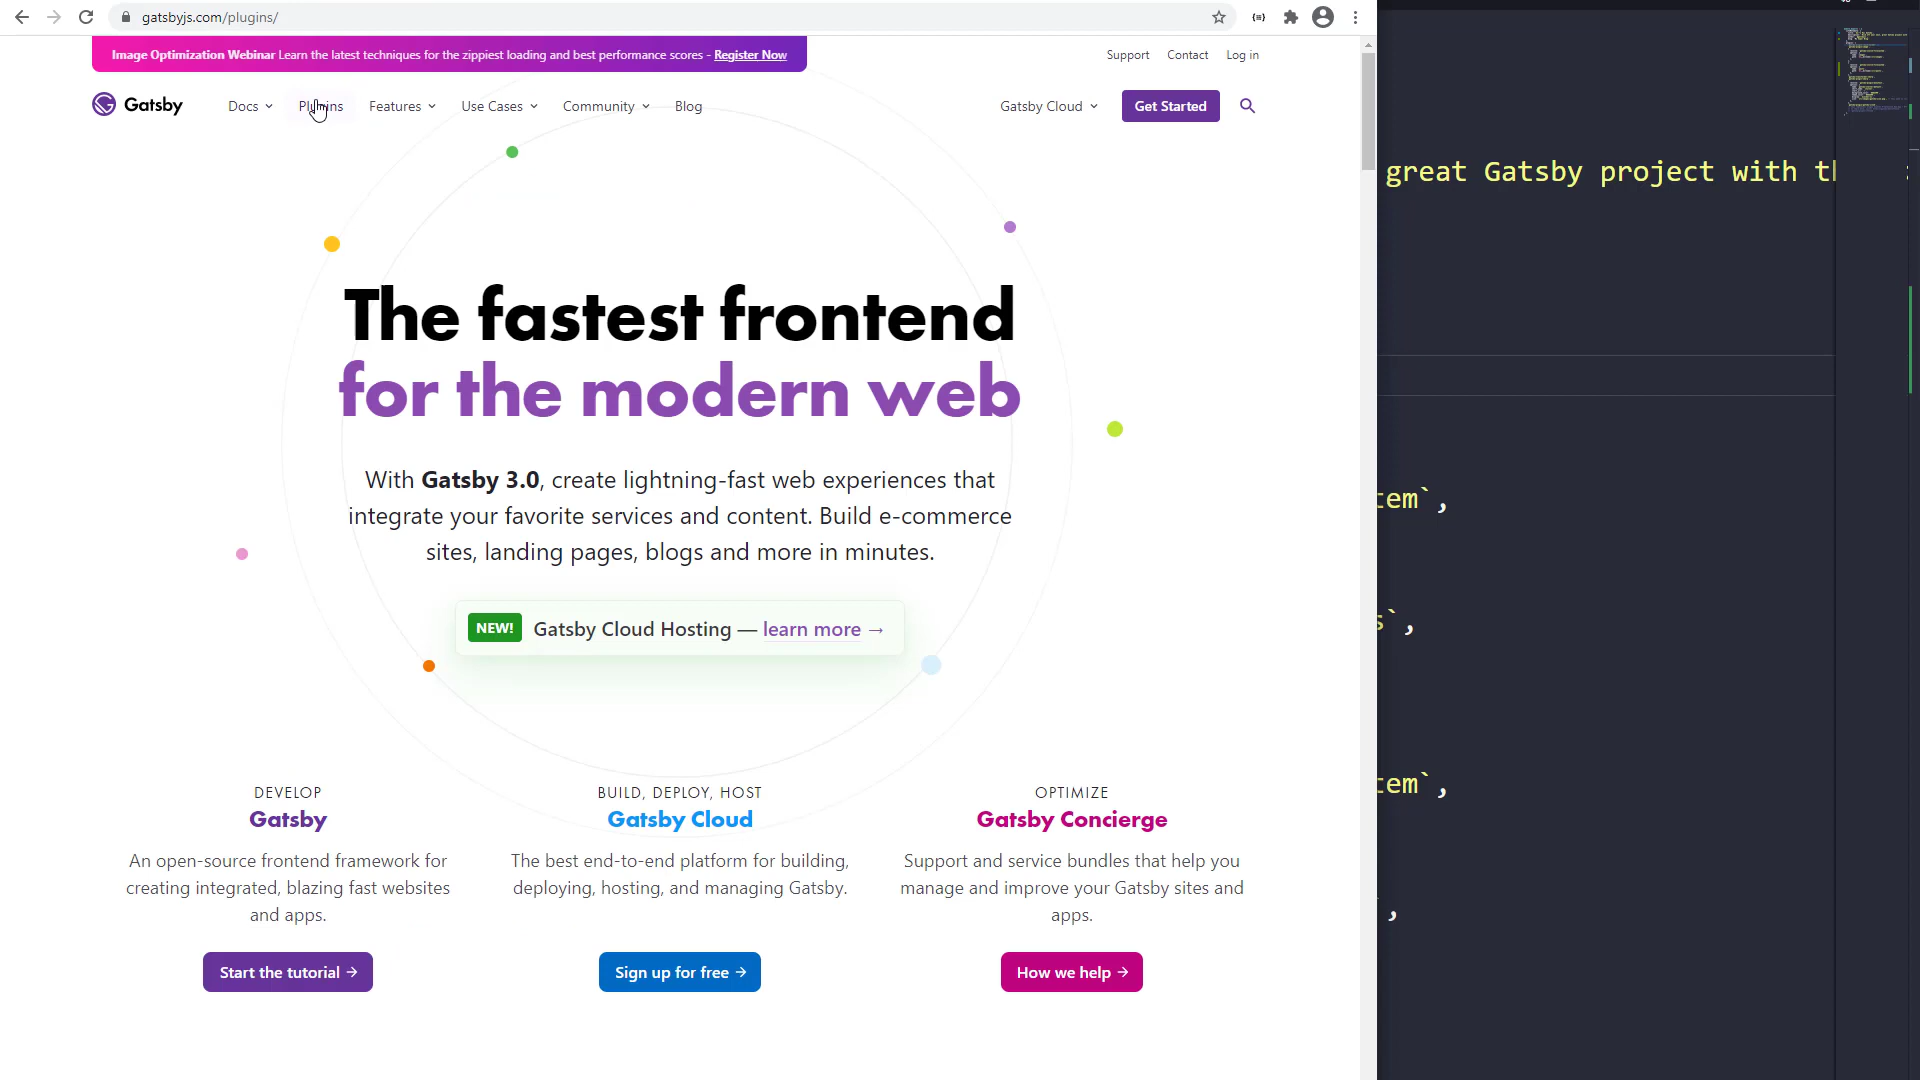 gatsbyjs.com/plugins/
Image Optimization Webinar Learn the latest techniques for the zippiest loading and best performance scores - Register Now
Support Contact Log in
Gatsby Docs Plugins Features Use Cases Community Blog Gatsby Cloud Get Started
The fastest frontend
for the modern web
With Gatsby 3.0, create lightning-fast web experiences that
integrate your favorite services and content. Build e-commerce
sites, landing pages, blogs and more in minutes.
NEW! Gatsby Cloud Hosting — learn more →
DEVELOP
Gatsby
An open-source frontend framework for
creating integrated, blazing fast websites
and apps.
Start the tutorial →
BUILD, DEPLOY, HOST
Gatsby Cloud
The best end-to-end platform for building,
deploying, hosting, and managing Gatsby.
Sign up for free →
OPTIMIZE
Gatsby Concierge
Support and service bundles that help you
manage and improve your Gatsby sites and
apps.
How we help →
great Gatsby project with
tem`,
s`,
tem`,
,